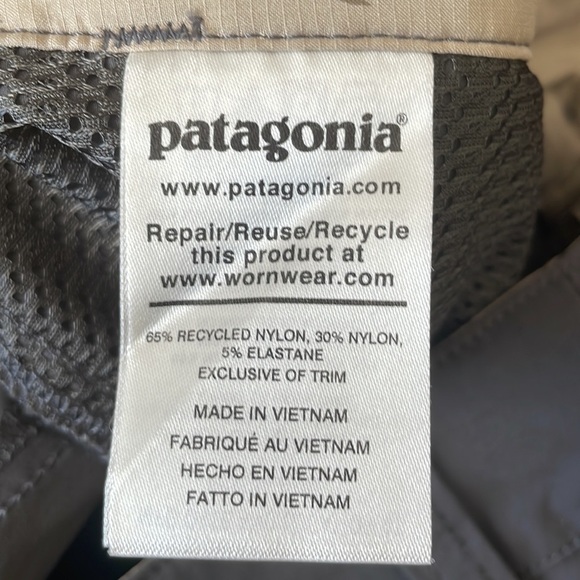 patagonia®
www.patagonia.com
Repair/Reuse/Recycle
this product at
www.wornwear.com
65% RECYCLED NYLON, 30% NYLON,
5% ELASTANE
EXCLUSIVE OF TRIM
MADE IN VIETNAM
FABRIQUÉ AU VIETNAM
HECHO EN VIETNAM
FATTO IN VIETNAM